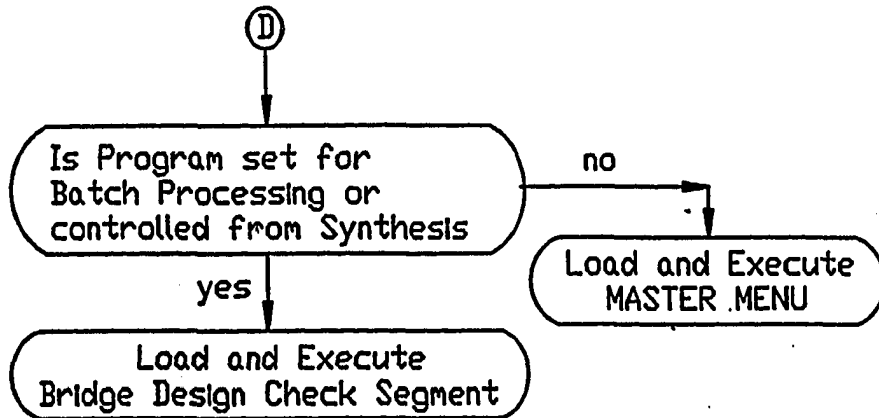 D
Is Program set for
Batch Processing or
controlled from Synthesis
no
Load and Execute
MASTER.MENU
yes
Load and Execute
Bridge Design Check Segment